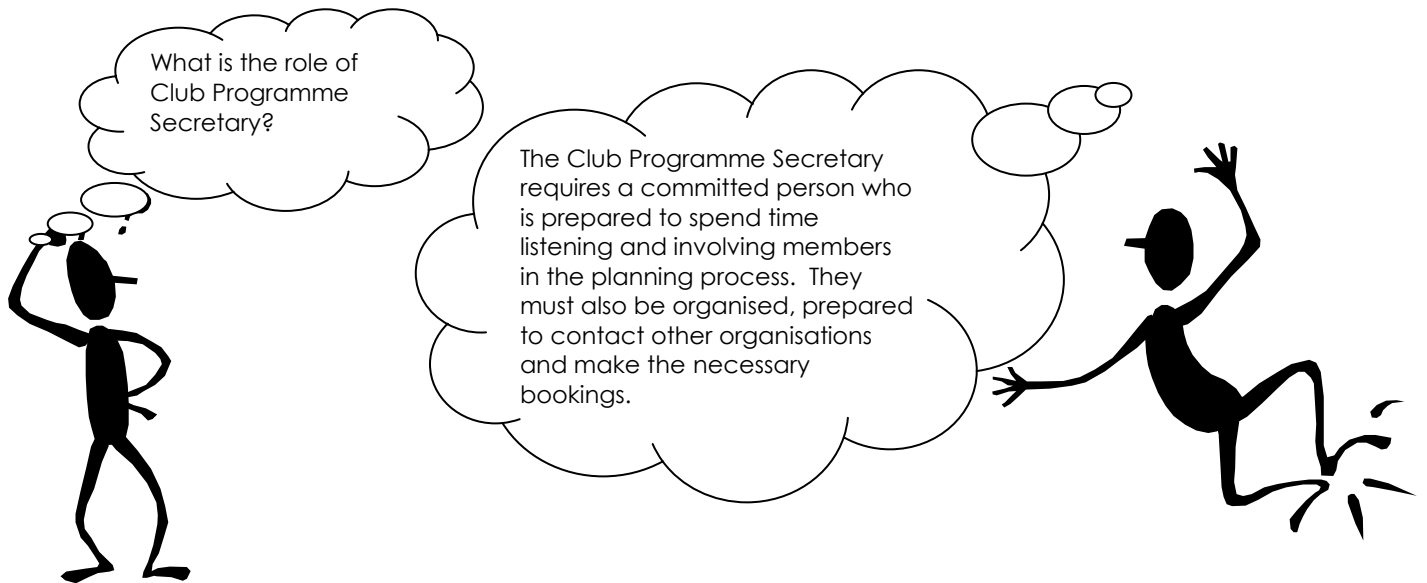 What is the role of
Club Programme
Secretary?
The Club Programme Secretary
requires a committed person who
is prepared to spend time
listening and involving members
in the planning process.  They
must also be organised, prepared
to contact other organisations
and make the necessary
bookings.